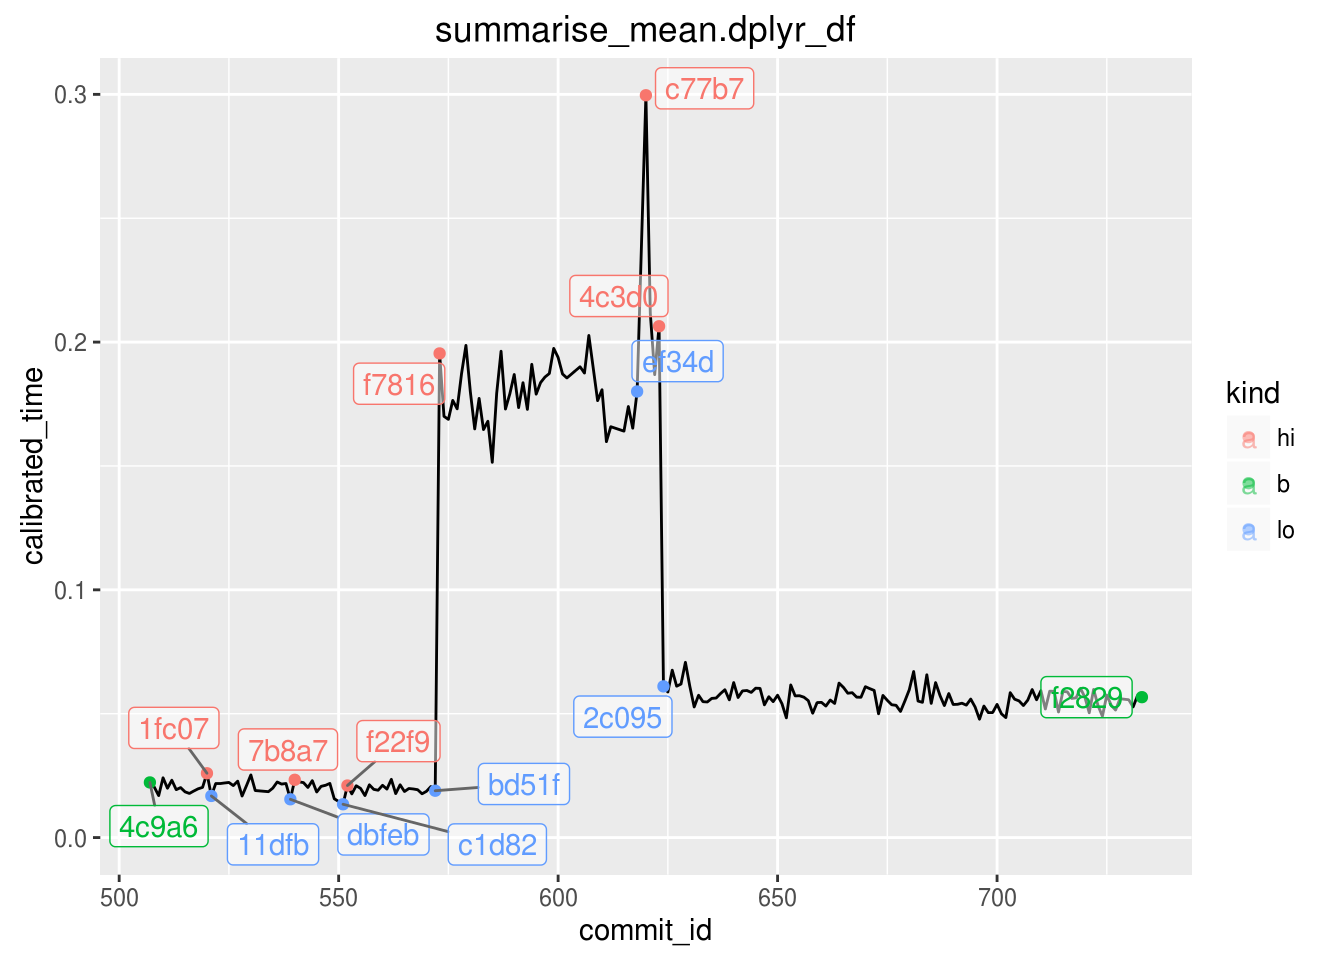 summarise_mean.dplyr_df
calibrated_time
0.3
0.2
0.1
0.0
c77b7
4c3d0
ef34d
f7816
2c095
f2829
1fc07
7b8a7
f22f9
bd51f
4c9a6
11dfb
dbfeb
c1d82
500
550
600
650
700
commit_id
kind
a hi
a b
a lo